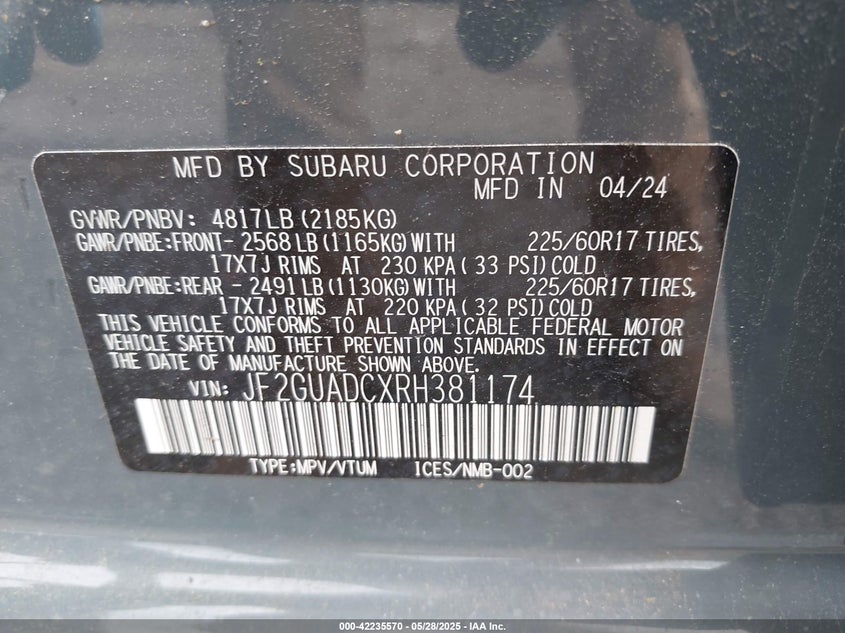 MFD BY SUBARU CORPORATION
MFD IN 04/24
GVWR/PNBV: 4817LB (2185KG)
GAWR/PNBE:FRONT- 2568 LB (1165KG) WITH 225/60R17 TIRES,
17X7J RIMS AT 230 KPA ( 33 PSI) COLD
GAWR/PNBE:REAR - 2491 LB (1130KG) WITH 225/60R17 TIRES,
17X7J RIMS AT 220 KPA ( 32 PSI) COLD
THIS VEHICLE CONFORMS TO ALL APPLICABLE FEDERAL MOTOR
VEHICLE SAFETY AND THEFT PREVENTION STANDARDS IN EFFECT ON
THE DATE OF MANUFACTURE SHOWN ABOVE.
VIN: JF2GUADCXRH381174
TYPE:MPV/VTUM ICES/NMB-002
000-42235570 — 05/28/2025 — IAA Inc.